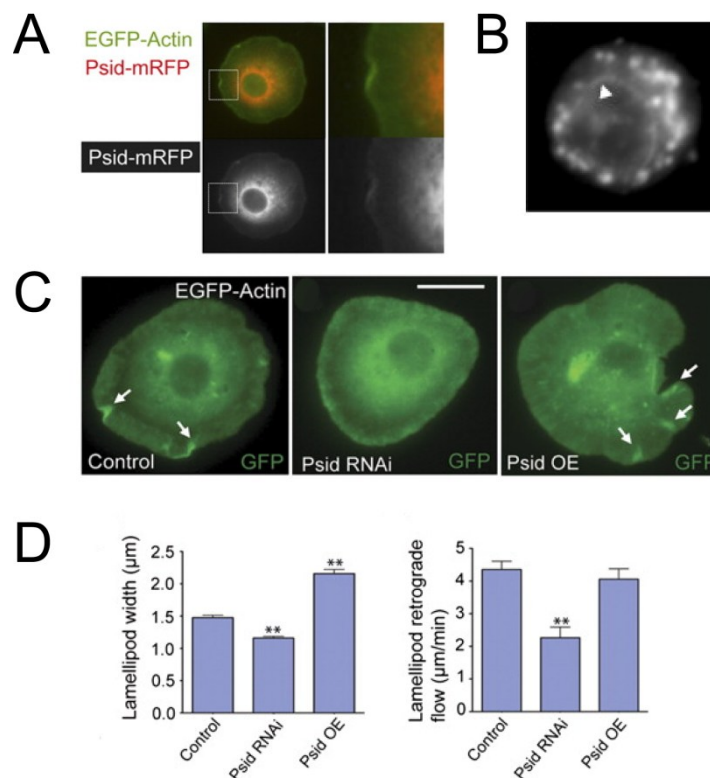 A
EGFP-Actin
Psid-mRFP
Psid-mRFP
B
C
EGFP-Actin
Control
GFP
Psid RNAi
GFP
Psid OE
GFP
D
Lamellipod width (μm)
2.5
2.0
1.5
1.0
0.5
0.0
**
**
Control
Psid RNAi
Psid OE
Lamellipod retrograde
flow (μm/min)
5
4
3
2
1
0
**
Control
Psid RNAi
Psid OE